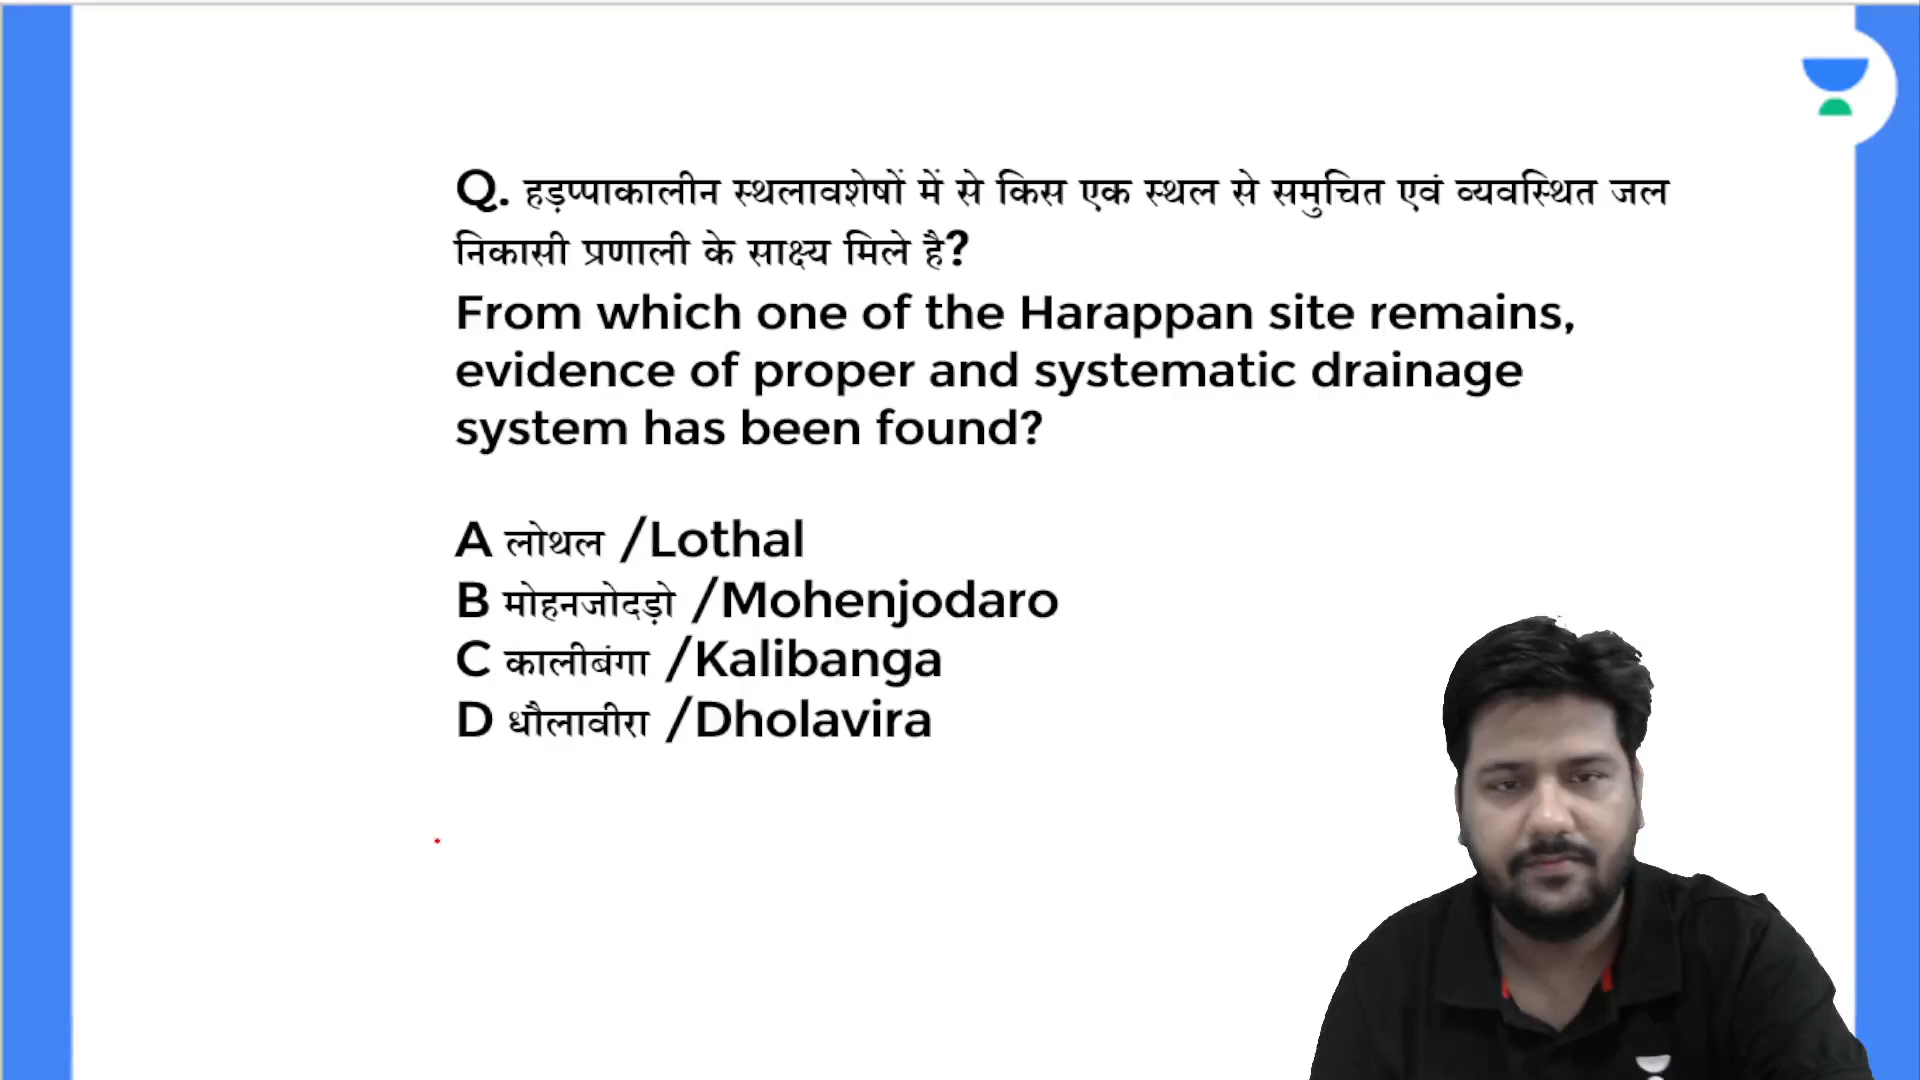 Q. हड़प्पाकालीन स्थलावशेषों में से किस एक स्थल से समुचित एवं व्यवस्थित जल
निकासी प्रणाली के साक्ष्य मिले है?
From which one of the Harappan site remains,
evidence of proper and systematic drainage
system has been found?
A लोथल /Lothal
B मोहनजोदड़ो /Mohenjodaro
C कालीबंगा /Kalibanga
D धौलावीरा /Dholavira